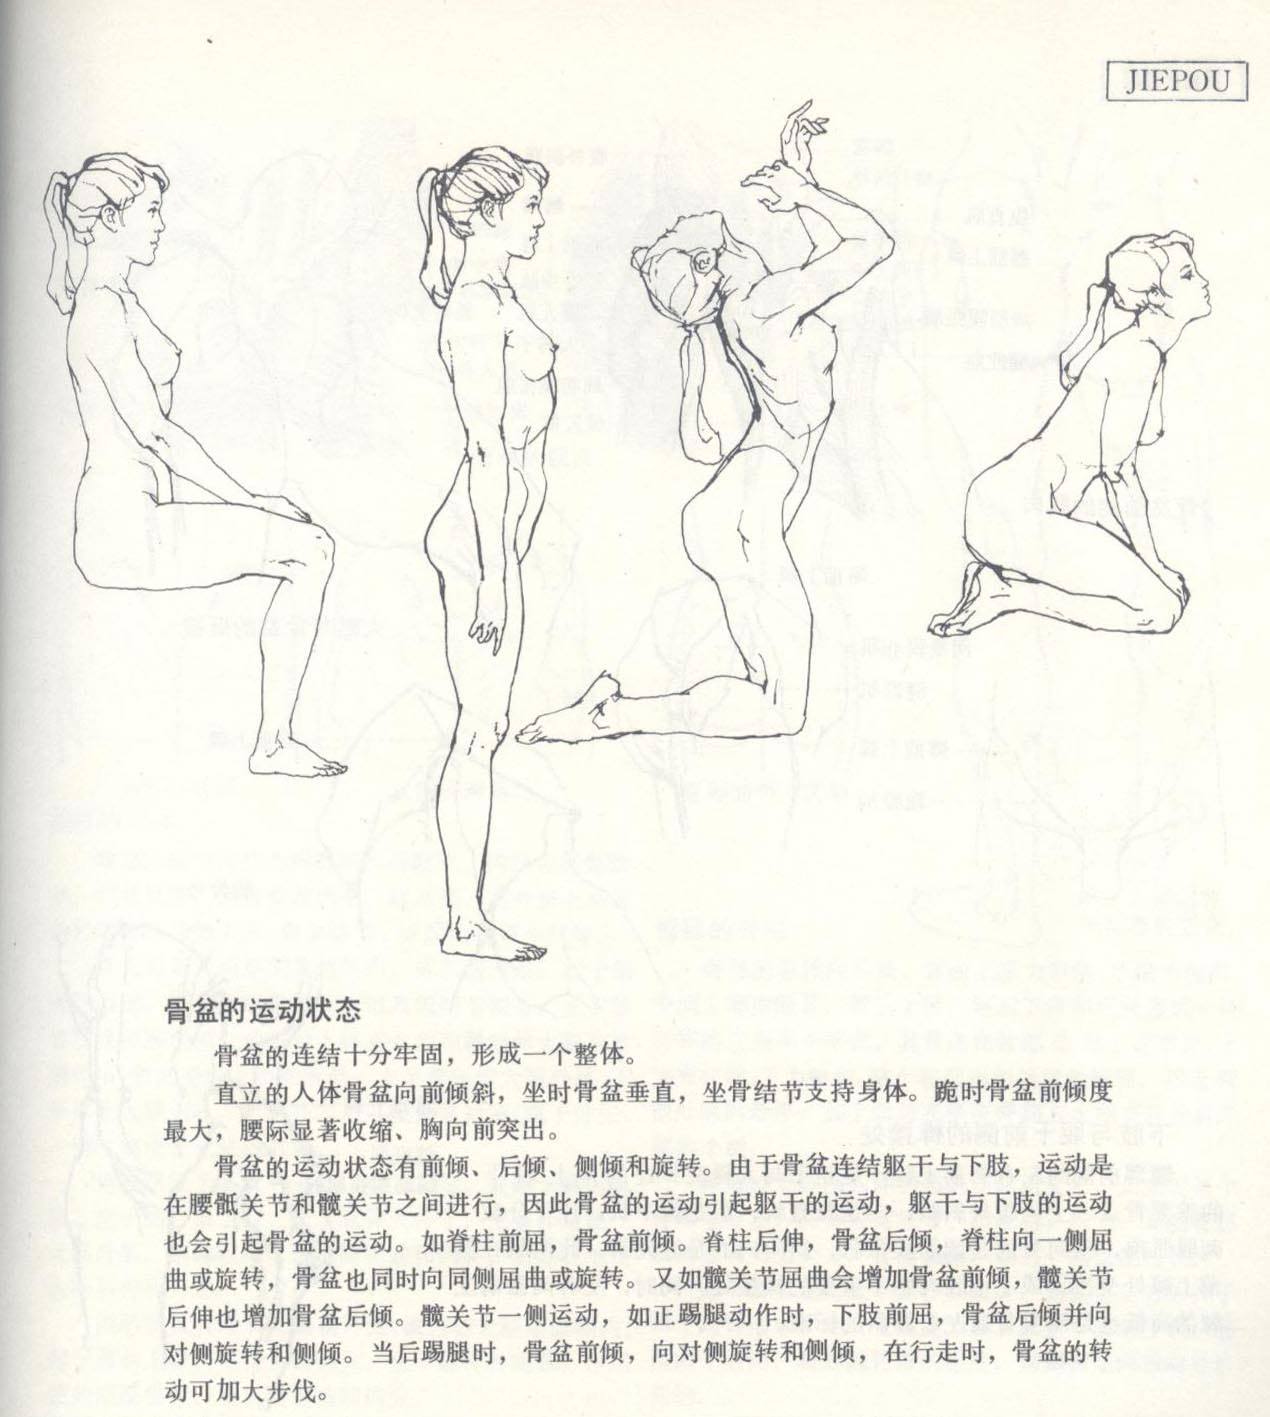 JIEPOU
骨盆的运动状态
骨盆的连结十分牢固，形成一个整体。
直立的人体骨盆向前倾斜，坐时骨盆垂直，坐骨结节支持身体。跪时骨盆前倾度
最大，腰际显著收缩、胸向前突出。
骨盆的运动状态有前倾、后倾、侧倾和旋转。由于骨盆连结躯干与下肢，运动是
在腰骶关节和髋关节之间进行，因此骨盆的运动引起躯干的运动，躯干与下肢的运动
也会引起骨盆的运动。如脊柱前屈，骨盆前倾。脊柱后伸，骨盆后倾，脊柱向一侧屈
曲或旋转，骨盆也同时向同侧屈曲或旋转。又如髋关节屈曲会增加骨盆前倾，髋关节
后伸也增加骨盆后倾。髋关节一侧运动，如正踢腿动作时，下肢前屈，骨盆后倾并向
对侧旋转和侧倾。当后踢腿时，骨盆前倾，向对侧旋转和侧倾，在行走时，骨盆的转
动可加大步伐。